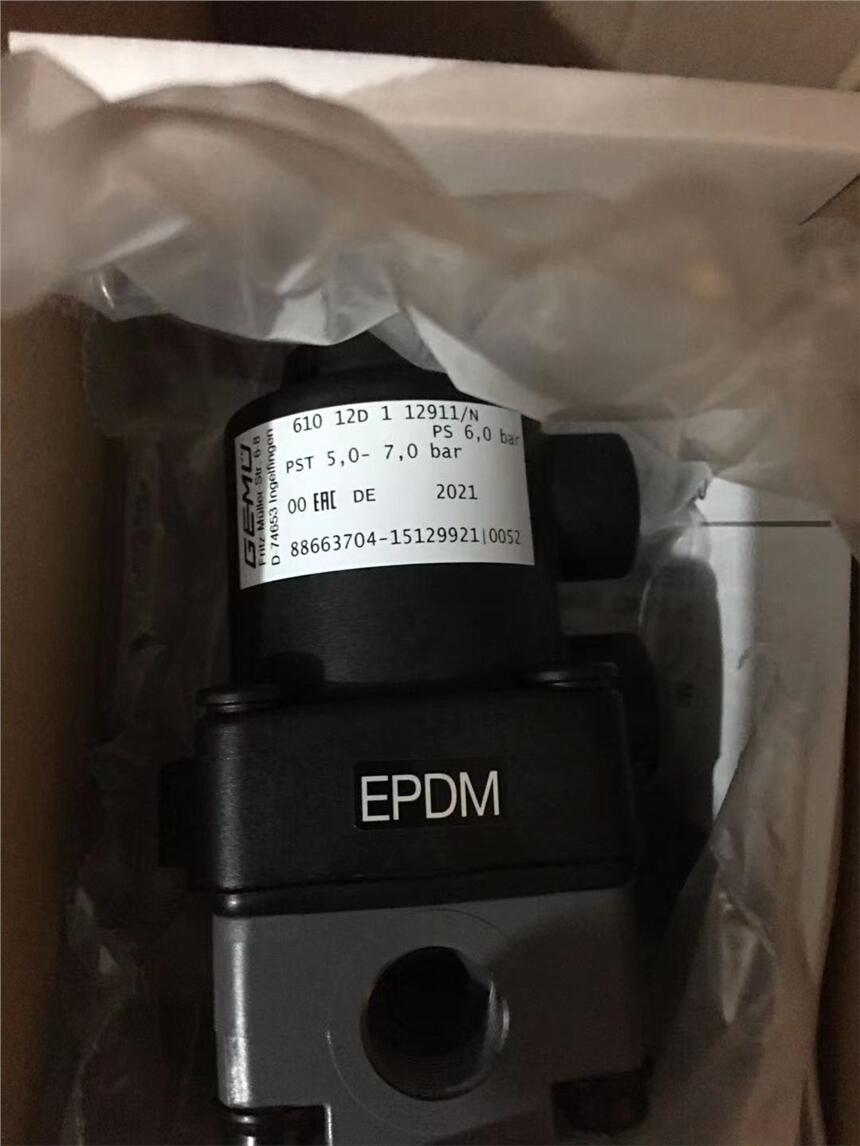 610 12D 1 12911/N
PS 6,0 bar
PST 5,0- 7,0 bar
00 EAC DE 2021
88663704-15129921|0052
GEMÜ
Fritz-Müller-Str. 6-8
D-74653 Ingelfingen
EPDM